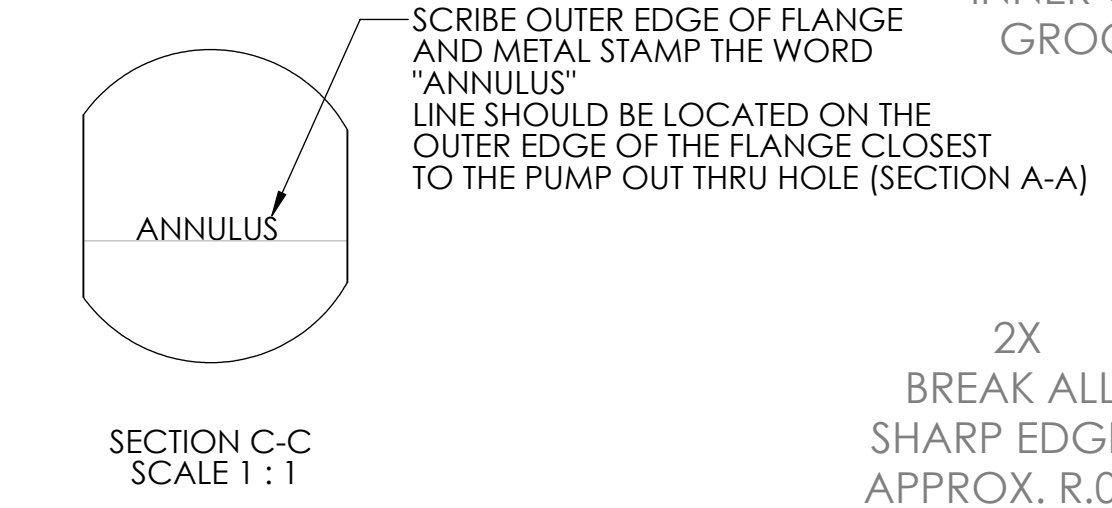 SCRIBE OUTER EDGE OF FLANGE
AND METAL STAMP THE WORD
"ANNULUS"
LINE SHOULD BE LOCATED ON THE
OUTER EDGE OF THE FLANGE CLOSEST
TO THE PUMP OUT THRU HOLE (SECTION A-A)
ANNULUS
SECTION C-C
SCALE 1 : 1
2X
BREAK ALL
SHARP
APPROX.